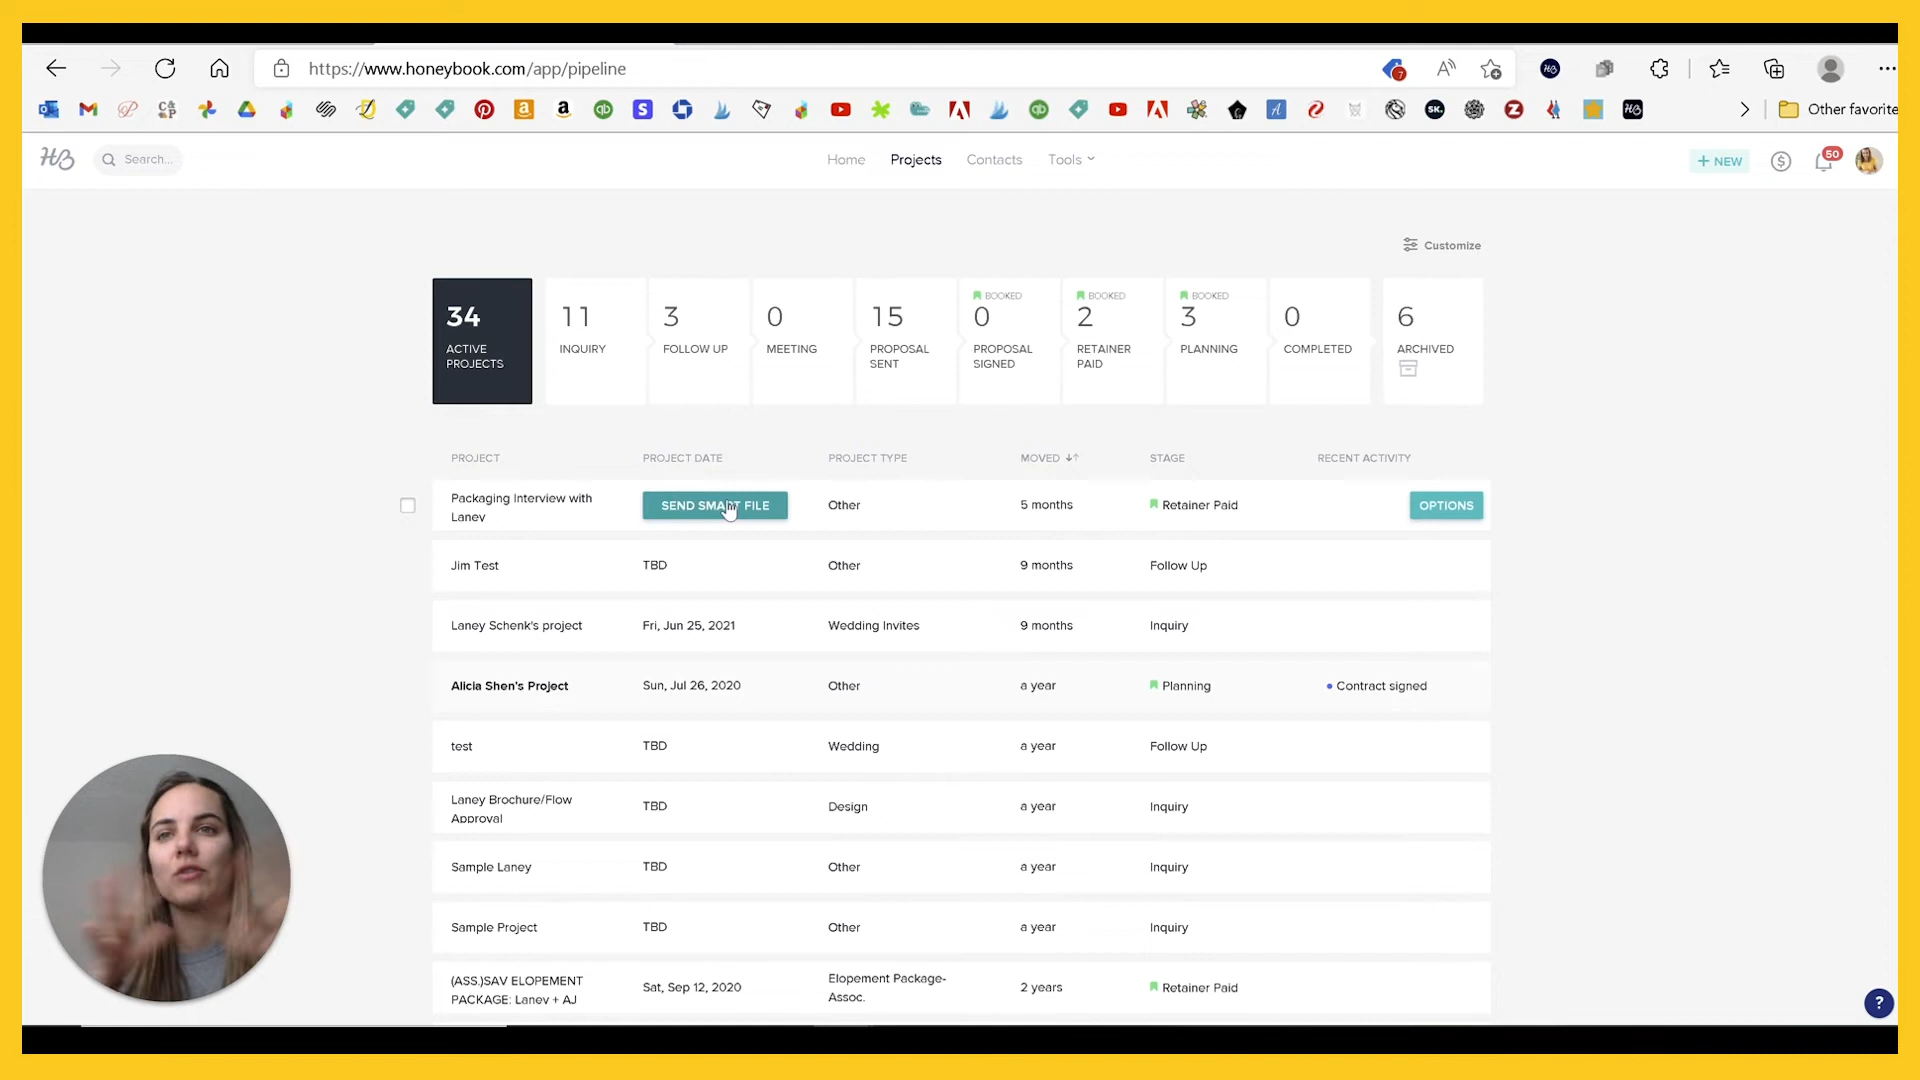 https://www.honeybook.com/app/pipeline
7
Other favorite
HB
Search...
Home Projects Contacts Tools
+ NEW
50
Customize
34
ACTIVE
PROJECTS
11
INQUIRY
3
FOLLOW UP
0
MEETING
15
PROPOSAL
SENT
BOOKED
0
PROPOSAL
SIGNED
BOOKED
2
RETAINER
PAID
BOOKED
3
PLANNING
0
COMPLETED
6
ARCHIVED
PROJECT PROJECT DATE PROJECT TYPE MOVED STAGE RECENT ACTIVITY
Packaging Interview with
Laney
SEND SMART FILE Other 5 months Retainer Paid OPTIONS
Jim Test TBD Other 9 months Follow Up
Laney Schenk's project Fri, Jun 25, 2021 Wedding Invites 9 months Inquiry
Alicia Shen's Project Sun, Jul 26, 2020 Other a year Planning Contract signed
test TBD Wedding a year Follow Up
Laney Brochure/Flow
Approval
TBD Design a year Inquiry
Sample Laney TBD Other a year Inquiry
Sample Project TBD Other a year Inquiry
(ASS.)SAV ELOPEMENT
PACKAGE: Laney + AJ
Sat, Sep 12, 2020
Elopement Package-
Assoc.
2 years Retainer Paid
?